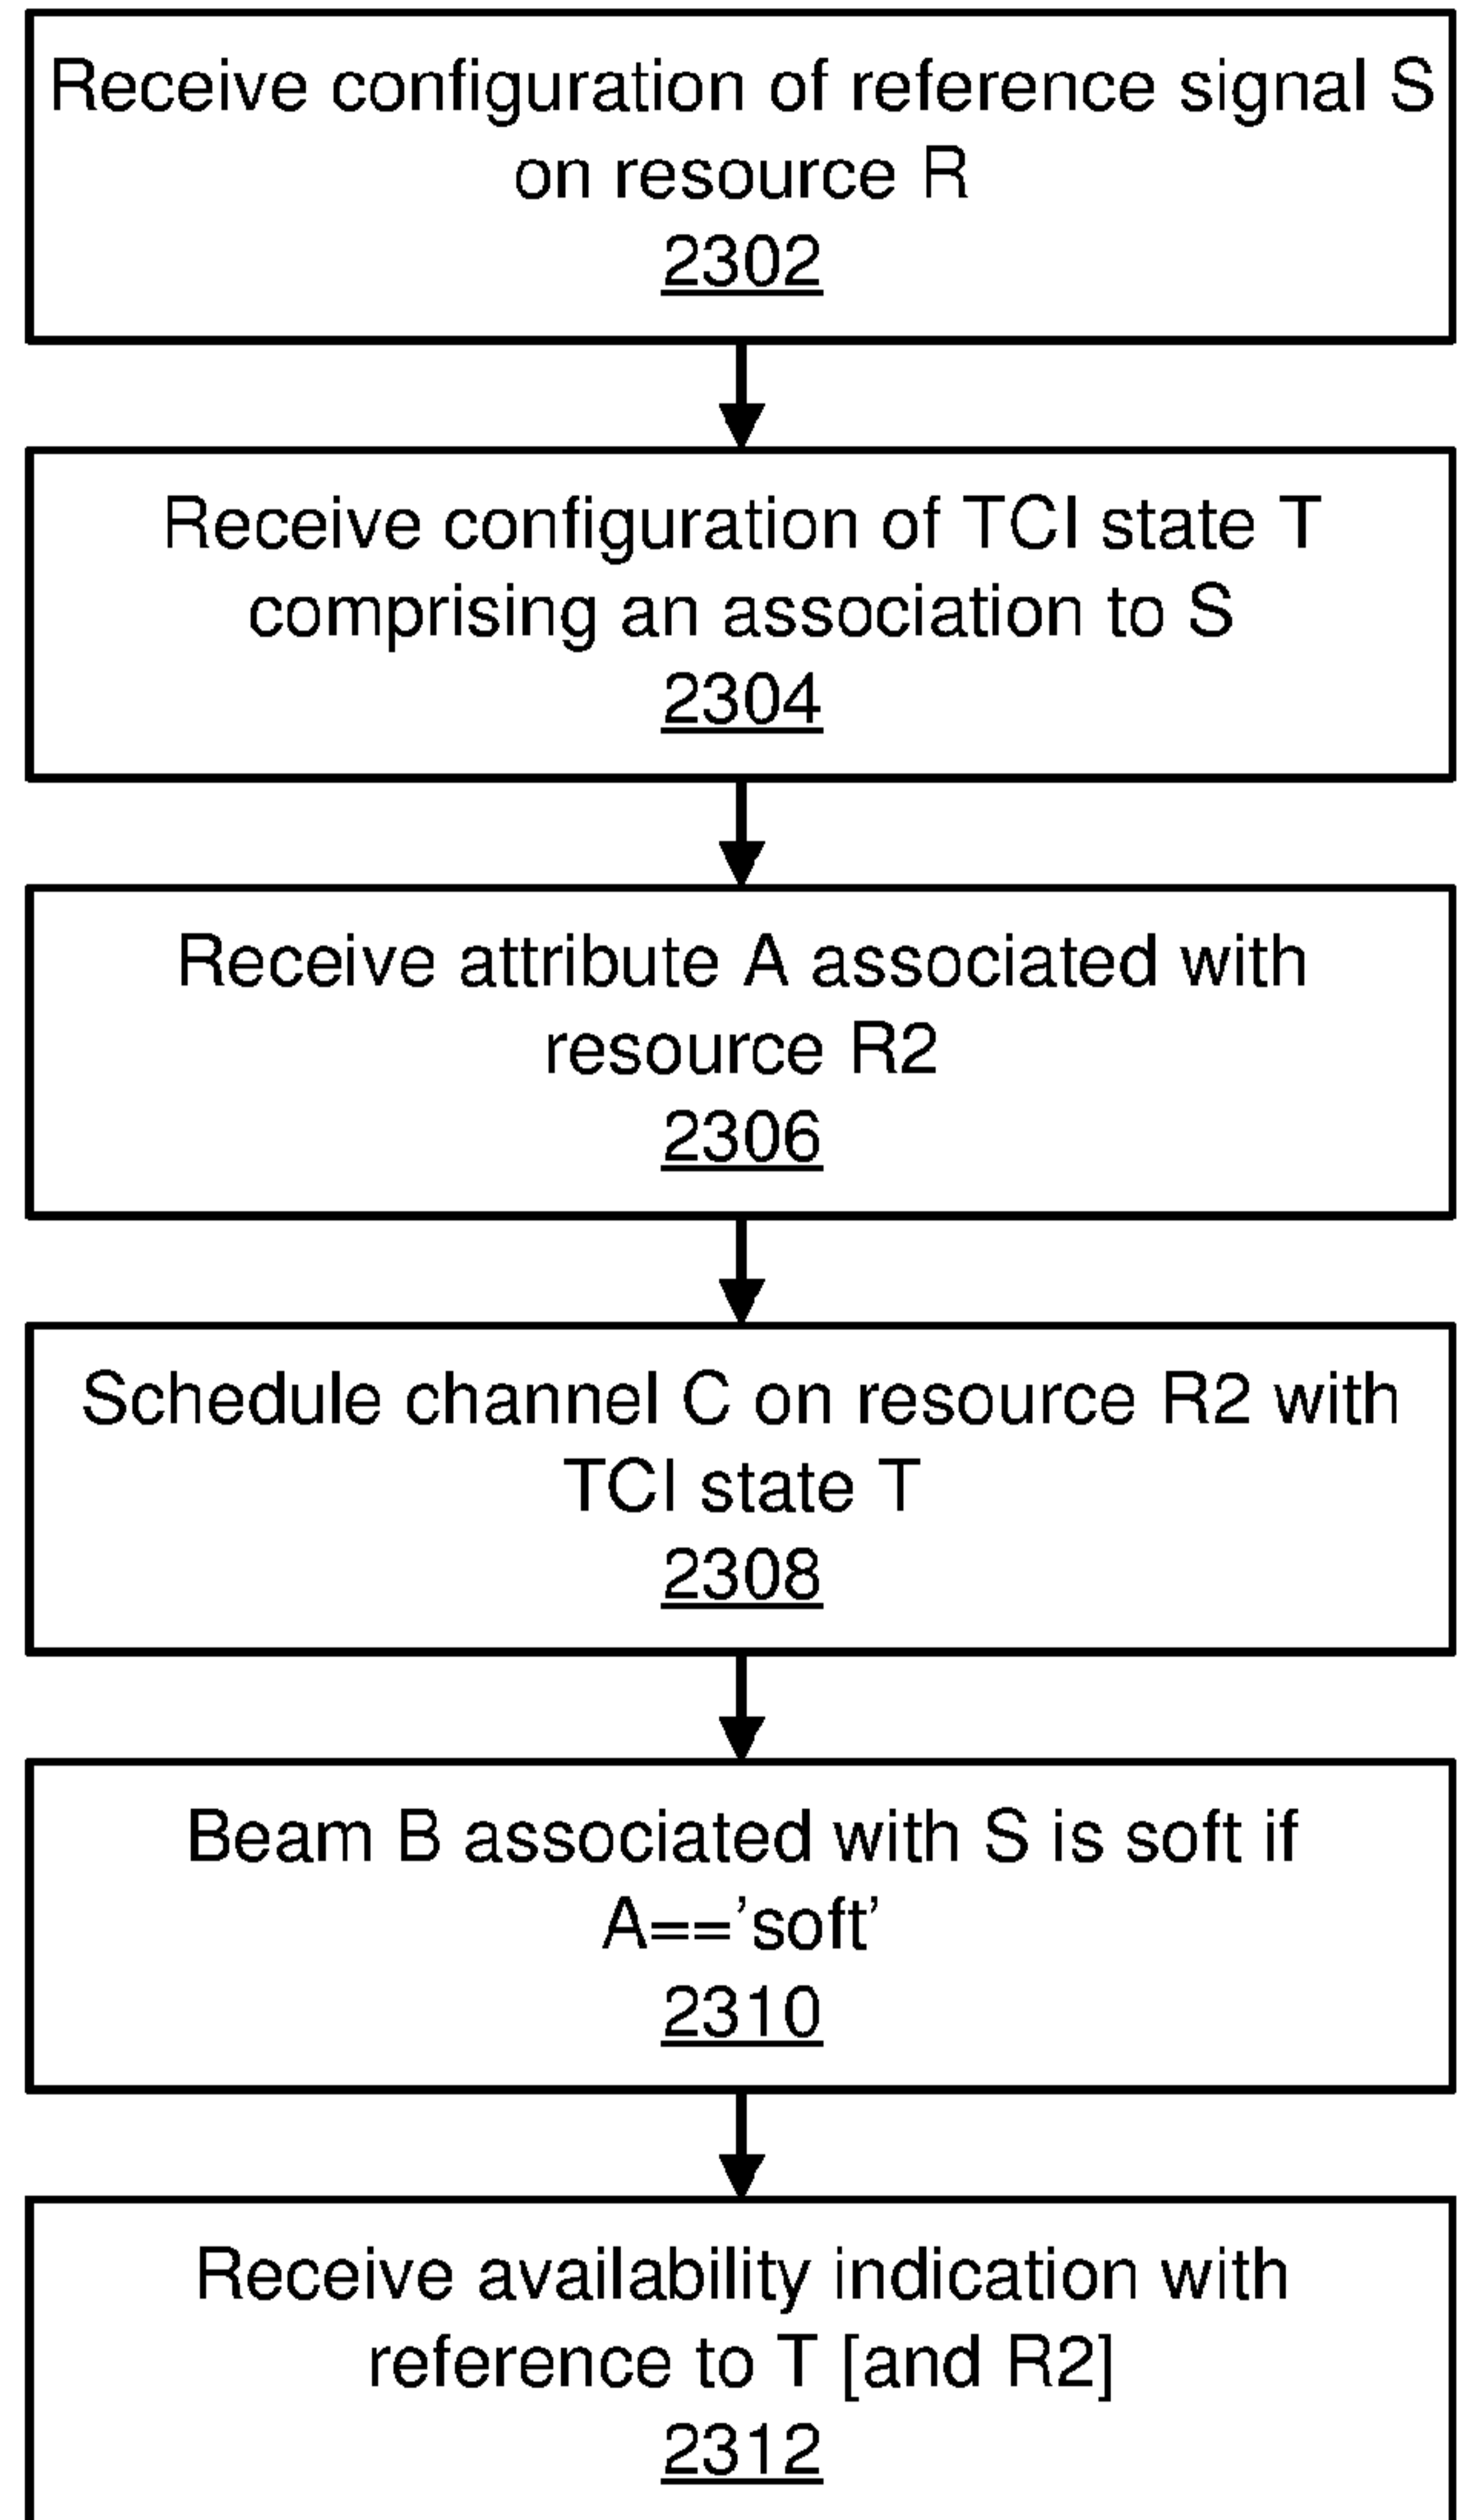 Receive configuration of reference signal S
on resource R
2302
Receive configuration of TCI state T
comprising an association to S
2304
Receive attribute A associated with
resource R2
2306
Schedule channel C on resource R2 with
TCI state T
2308
Beam B associated with S is soft if
A=='soft'
2310
Receive availability indication with
reference to T [and R2]
2312